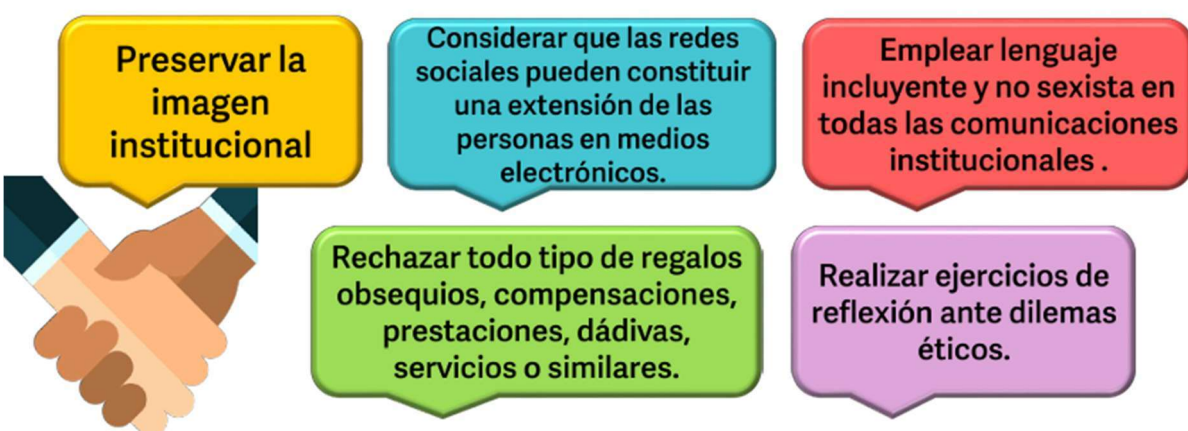 Preservar la
imagen
institucional
Considerar que las redes
sociales pueden constituir
una extensión de las
personas en medios
electrónicos.
Emplear lenguaje
incluyente y no sexista en
todas las comunicaciones
institucionales .
Rechazar todo tipo de regalos
obsequios, compensaciones,
prestaciones, dádivas,
servicios o similares.
Realizar ejercicios de
reflexión ante dilemas
éticos.